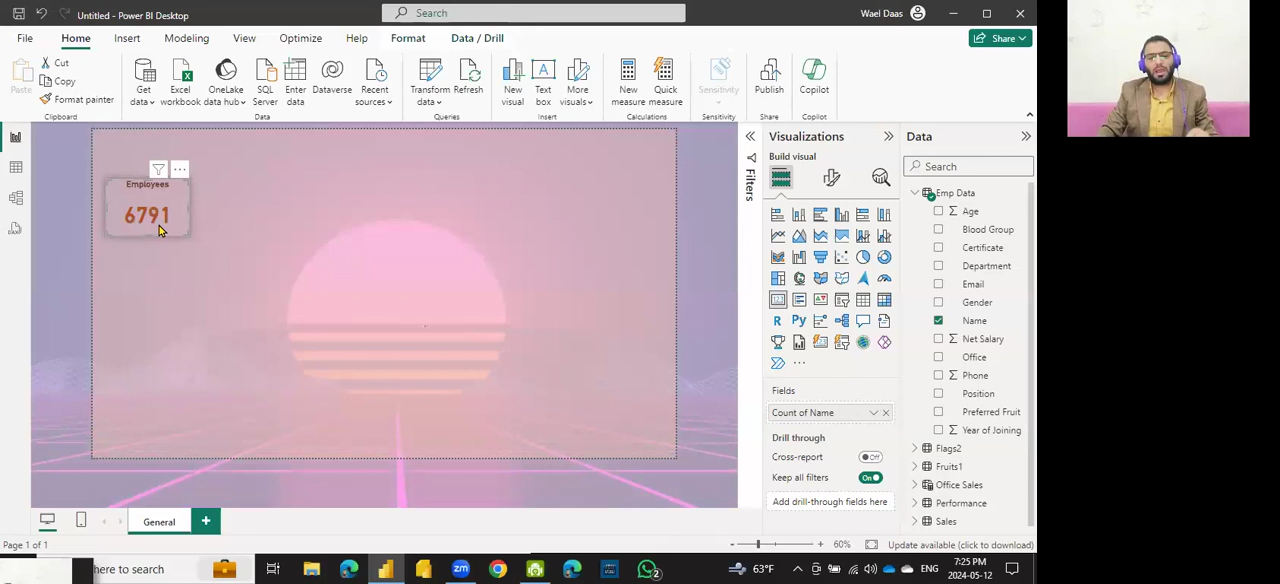 Untitled - Power BI Desktop
Search
Wael Daas
File Home Insert Modeling View Optimize Help Format Data / Drill
Share
Paste
Cut
Copy
Format painter
Get data
Excel workbook
OneLake data hub
SQL Server
Enter data
Dataverse
Recent sources
Transform data
Refresh
New visual
Text box
More visuals
New measure
Quick measure
Sensitivity
Publish
Copilot
Clipboard
Data
Queries
Insert
Calculations
Sensitivity
Share
Copilot
Employees
6791
Filters
Visualizations
Build visual
R
Py
123
Fields
Count of Name
Drill through
Cross-report
Off
Keep all filters
On
Add drill-through fields here
Data
Search
Emp Data
Age
Blood Group
Certificate
Department
Email
Gender
Name
Net Salary
Office
Phone
Position
Preferred Fruit
Year of Joining
Flags2
Fruits1
Office Sales
Performance
Sales
General
Page 1 of 1
60%
Update available (click to download)
here to search
zm
2
63°F
ENG
7:25 PM
2024-05-12